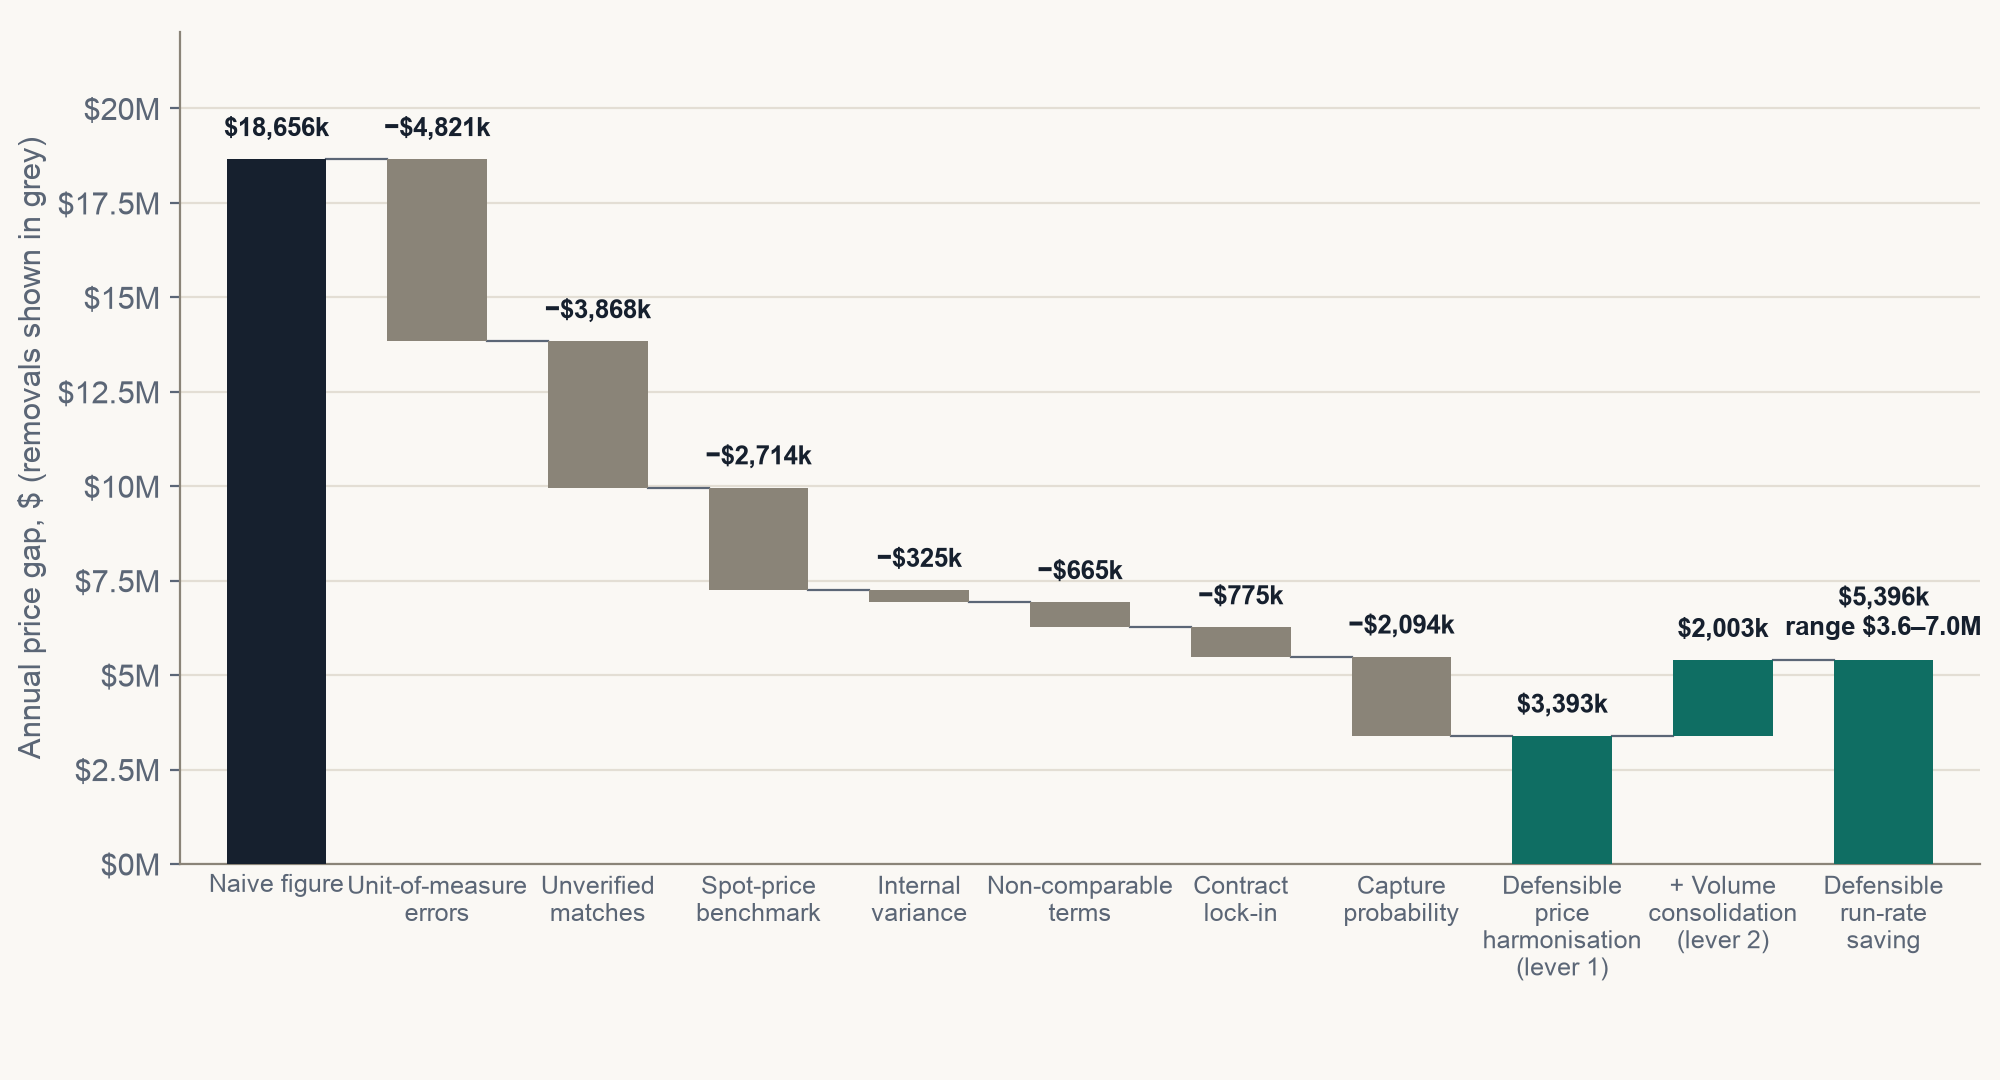 Annual price gap, $ (removals shown in grey)
$20M
$17.5M
$15M
$12.5M
$10M
$7.5M
$5M
$2.5M
$0M
$18,656k
−$4,821k
−$3,868k
−$2,714k
−$325k
−$665k
−$775k
−$2,094k
$3,393k
$2,003k
$5,396k
range $3.6–7.0M
Naive figure
Unit-of-measure
errors
Unverified
matches
Spot-price
benchmark
Internal
variance
Non-comparable
terms
Contract
lock-in
Capture
probability
Defensible
price
harmonisation
(lever 1)
+ Volume
consolidation
(lever 2)
Defensible
run-rate
saving